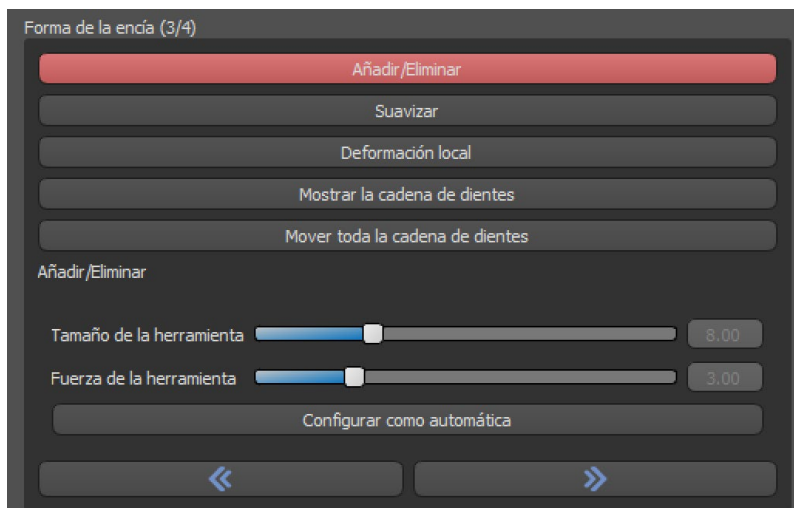 Forma de la encía (3/4)
Añadir/Eliminar
Suavizar
Deformación local
Mostrar la cadena de dientes
Mover toda la cadena de dientes
Añadir/Eliminar
Tamaño de la herramienta 8.00
Fuerza de la herramienta 3.00
Configurar como automática